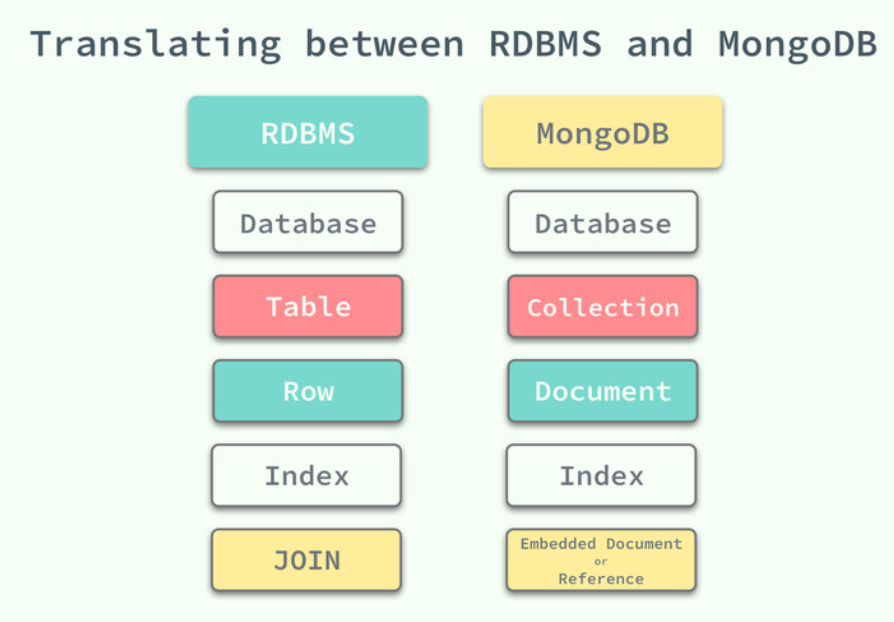 Translating between RDBMS and MongoDB
RDBMS
MongoDB
Database
Database
Table
Collection
Row
Document
Index
Index
JOIN
Embedded Document
or
Reference